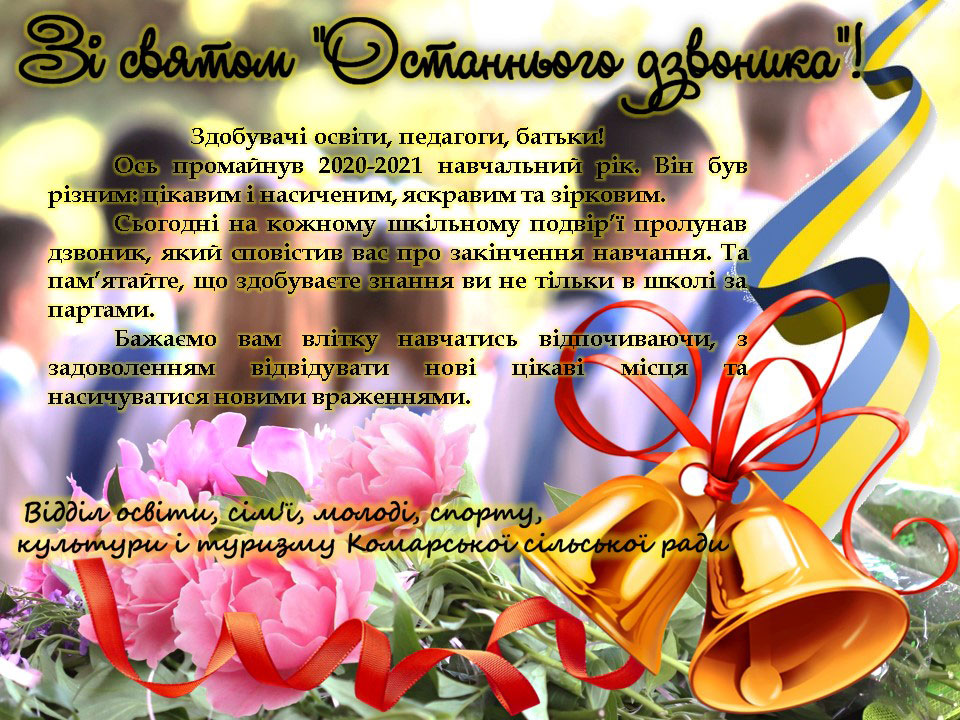 Зі святом "Останнього дзвоника"!
Здобувачі освіти, педагоги, батьки!
Ось промайнув 2020-2021 навчальний рік. Він був
різним: цікавим і насиченим, яскравим та зірковим.
Сьогодні на кожному шкільному подвір'ї пролунав
дзвоник, який сповістив вас про закінчення навчання. Та
пам'ятайте, що здобуваєте знання ви не тільки в школі за
партами.
Бажаємо вам влітку навчатись відпочиваючи, з
задоволенням відвідувати нові цікаві місця та
насичуватися новими враженнями.
Відділ освіти, сім'ї, молоді, спорту,
культури і туризму Комарської сільської ради